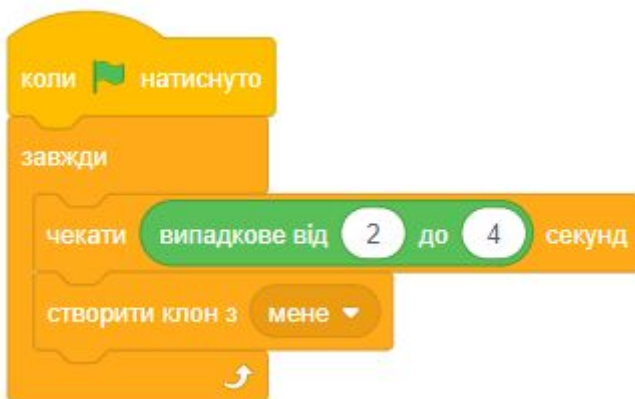 коли натиснуто
завжди
чекати випадкове від 2 до 4 секунд
створити клон з мене